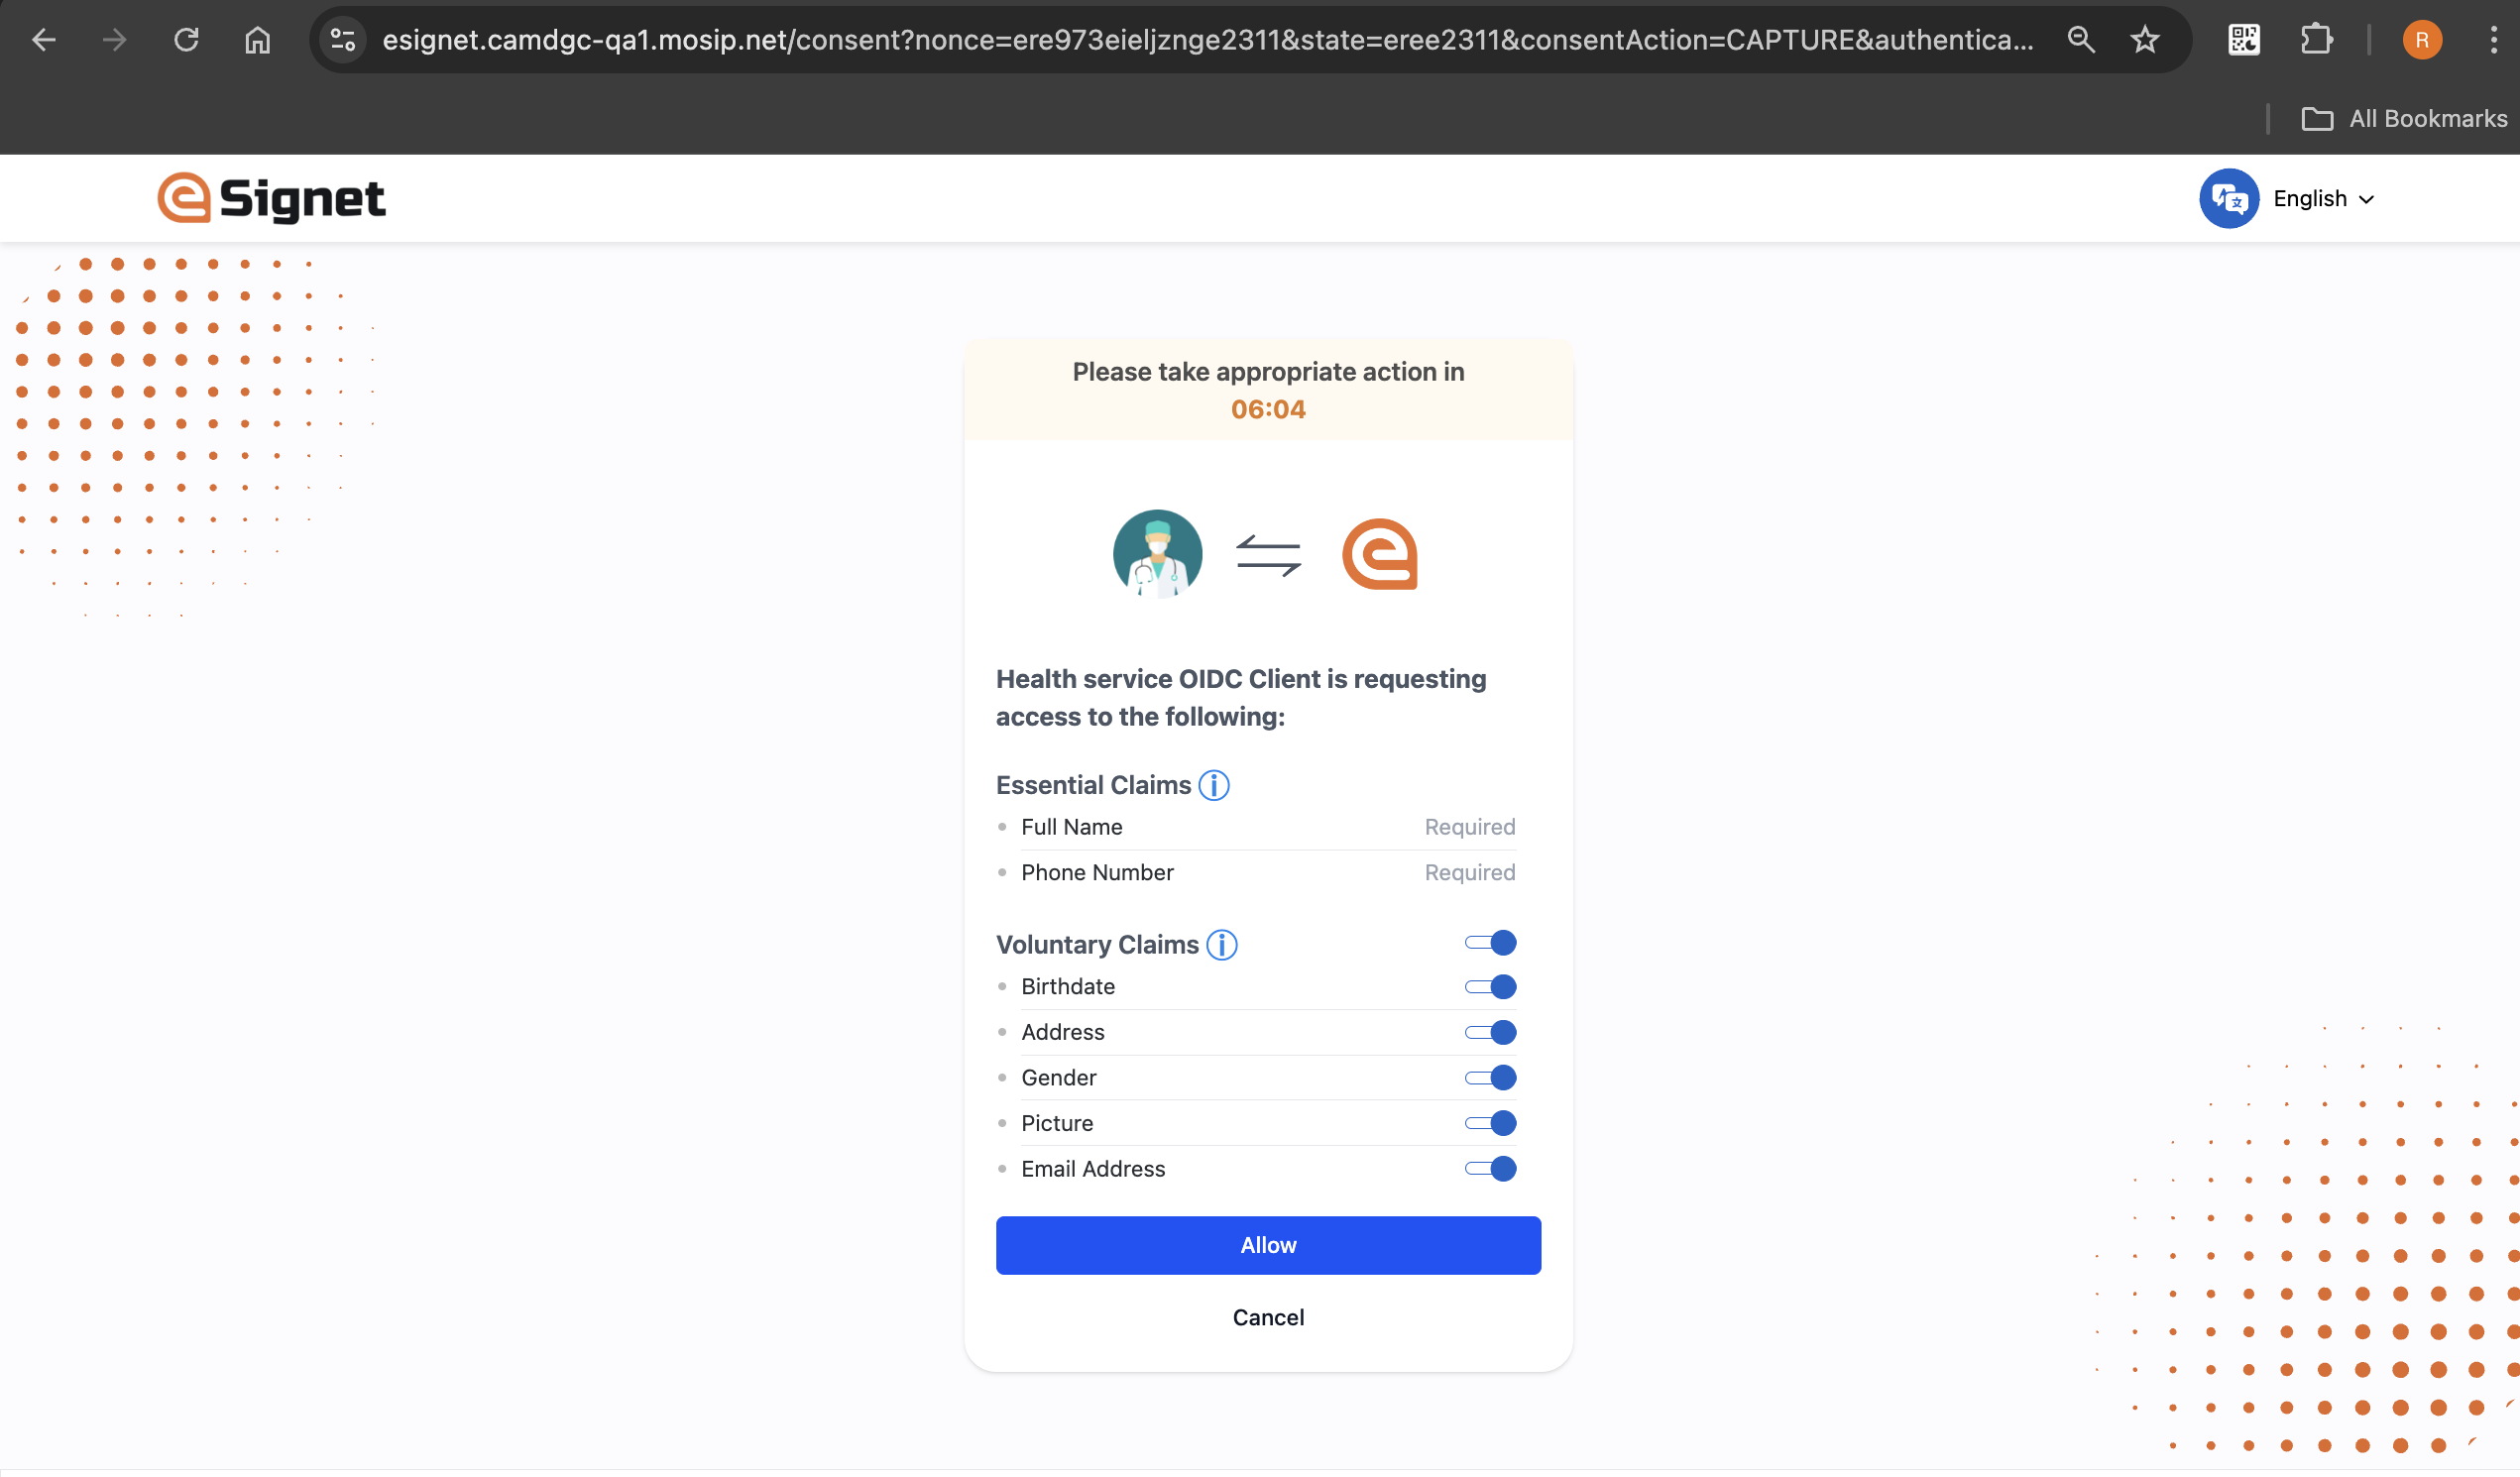 esignet.camdgc-qa1.mosip.net/consent?nonce=ere973eieljznge2311&state=eree2311&consentAction=CAPTURE&authentica...
R
All Bookmarks
eSignet
English
Please take appropriate action in
06:04
Health service OIDC Client is requesting
access to the following:
Essential Claims
Full Name Required
Phone Number Required
Voluntary Claims
Birthdate
Address
Gender
Picture
Email Address
Allow
Cancel